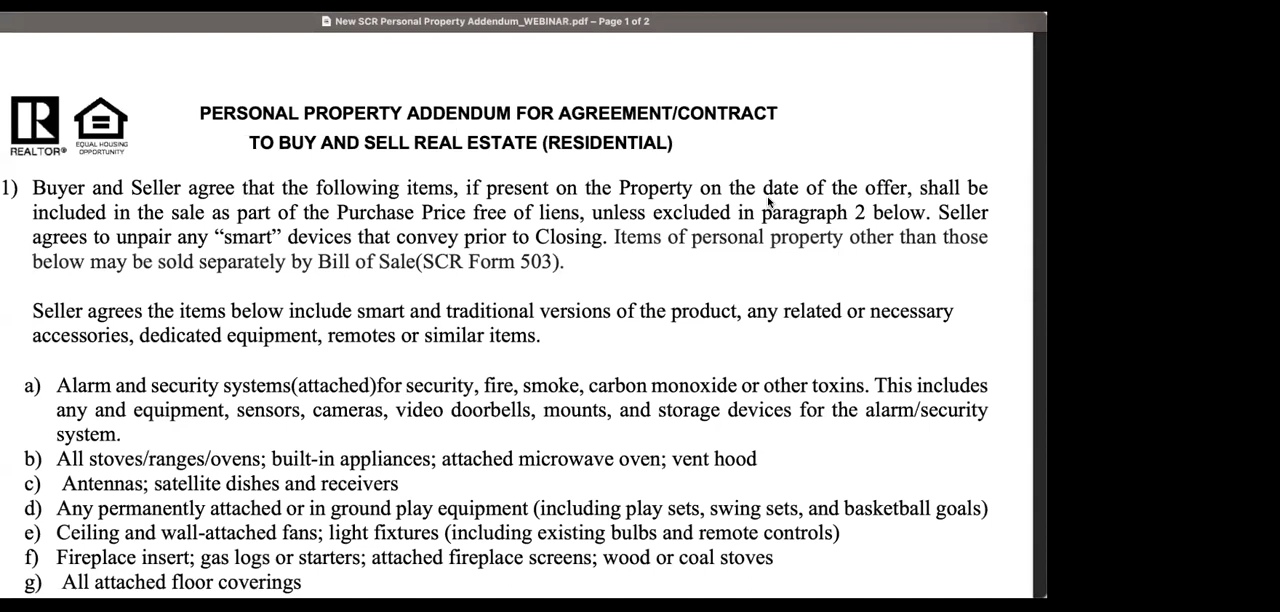 New SCR Personal Property Addendum_WEBINAR.pdf – Page 1 of 2
R
REALTOR®
EQUAL HOUSING
OPPORTUNITY
PERSONAL PROPERTY ADDENDUM FOR AGREEMENT/CONTRACT
TO BUY AND SELL REAL ESTATE (RESIDENTIAL)
1) Buyer and Seller agree that the following items, if present on the Property on the date of the offer, shall be
included in the sale as part of the Purchase Price free of liens, unless excluded in paragraph 2 below. Seller
agrees to unpair any “smart” devices that convey prior to Closing. Items of personal property other than those
below may be sold separately by Bill of Sale(SCR Form 503).
Seller agrees the items below include smart and traditional versions of the product, any related or necessary
accessories, dedicated equipment, remotes or similar items.
a) Alarm and security systems(attached)for security, fire, smoke, carbon monoxide or other toxins. This includes
any and equipment, sensors, cameras, video doorbells, mounts, and storage devices for the alarm/security
system.
b) All stoves/ranges/ovens; built-in appliances; attached microwave oven; vent hood
c) Antennas; satellite dishes and receivers
d) Any permanently attached or in ground play equipment (including play sets, swing sets, and basketball goals)
e) Ceiling and wall-attached fans; light fixtures (including existing bulbs and remote controls)
f) Fireplace insert; gas logs or starters; attached fireplace screens; wood or coal stoves
g) All attached floor coverings